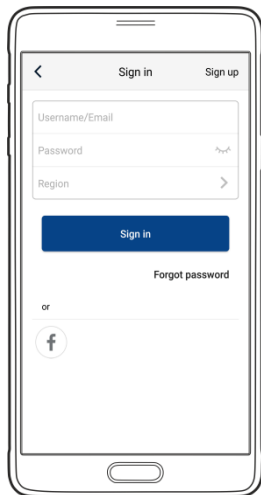 Sign in Sign up
Username/Email
Password
Region
Sign in
Forgot password
or
f